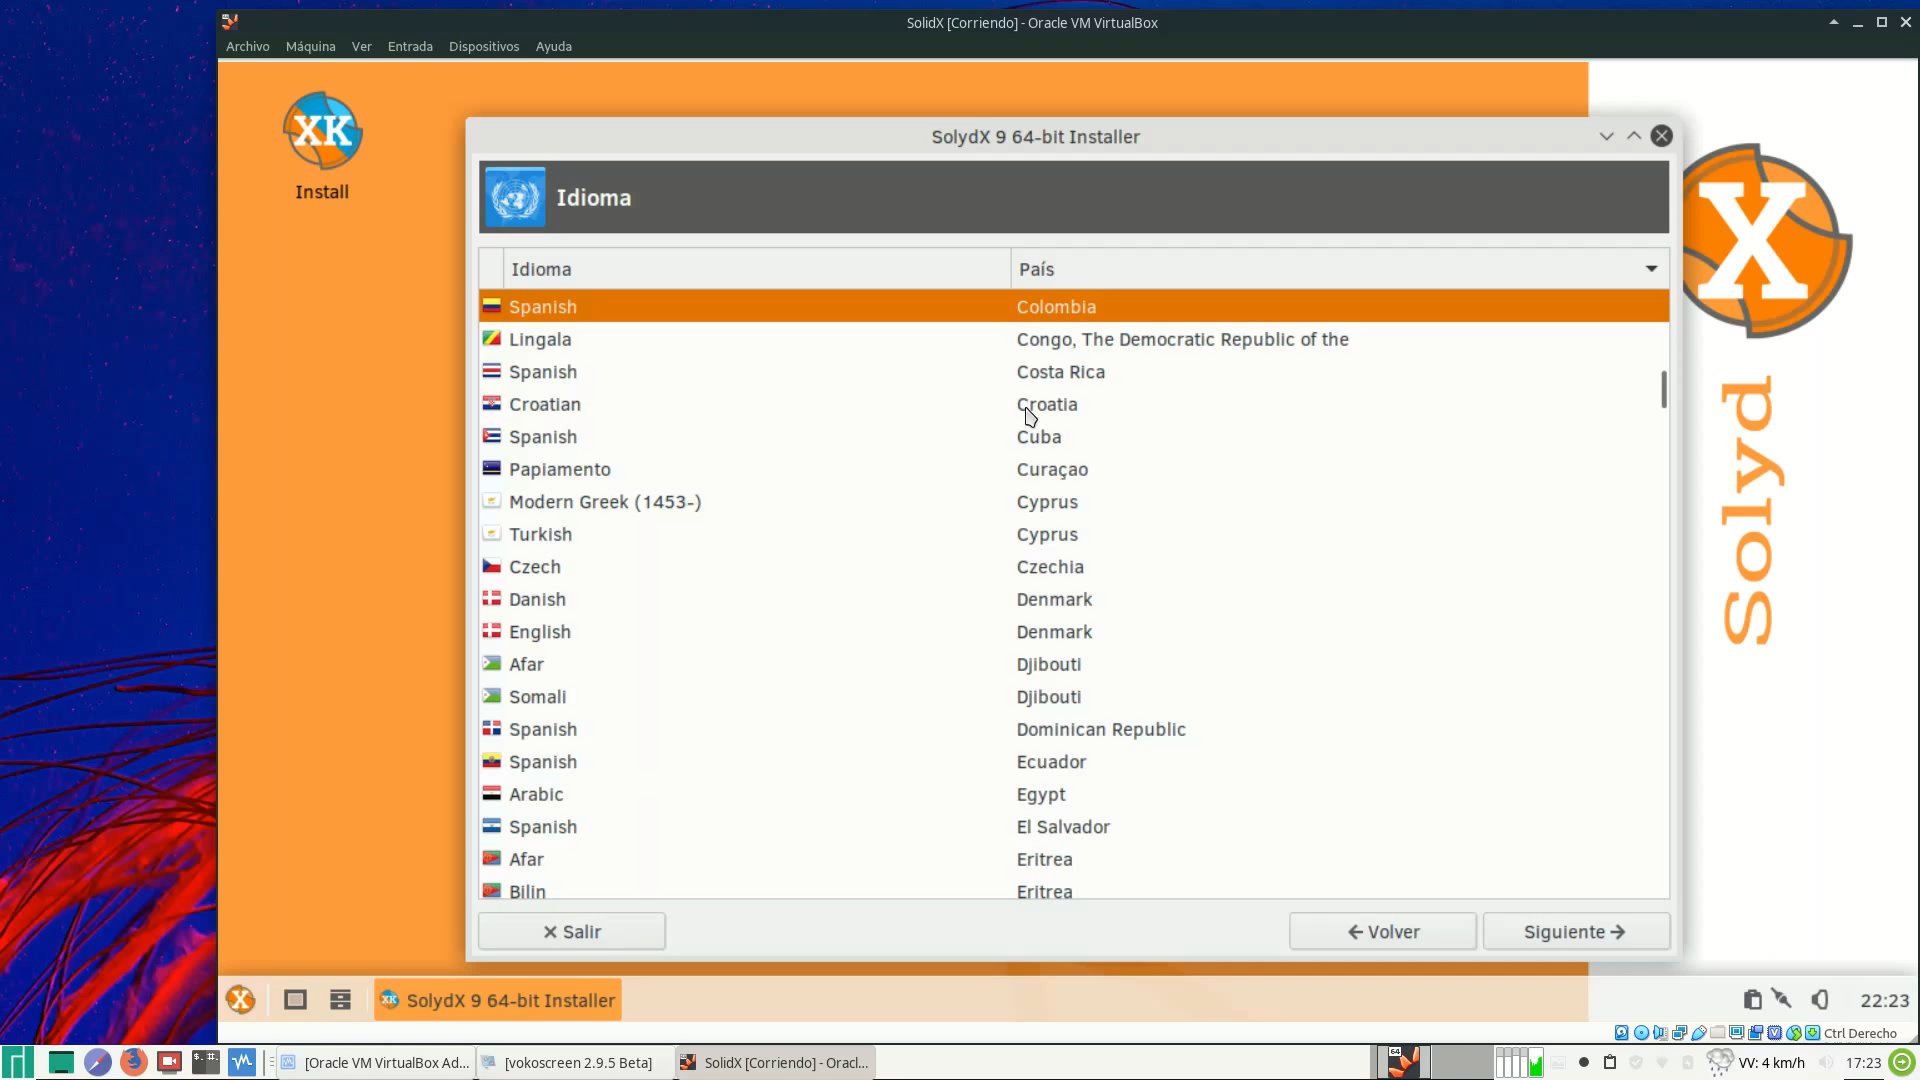 SolidX [Corriendo] - Oracle VM VirtualBox
Archivo Máquina Ver Entrada Dispositivos Ayuda
XK
Install
SolydX 9 64-bit Installer
Idioma
Idioma País
Spanish Colombia
Lingala Congo, The Democratic Republic of the
Spanish Costa Rica
Croatian Croatia
Spanish Cuba
Papiamento Curaçao
Modern Greek (1453-) Cyprus
Turkish Cyprus
Czech Czechia
Danish Denmark
English Denmark
Afar Djibouti
Somali Djibouti
Spanish Dominican Republic
Spanish Ecuador
Arabic Egypt
Spanish El Salvador
Afar Eritrea
Bilin Eritrea
Salir Volver Siguiente
X
Solyd
X XK SolydX 9 64-bit Installer 22:23
Ctrl Derecho
[Oracle VM VirtualBox Ad... [vokoscreen 2.9.5 Beta] 64 SolidX [Corriendo] - Oracl... 64 VV: 4 km/h 17:23